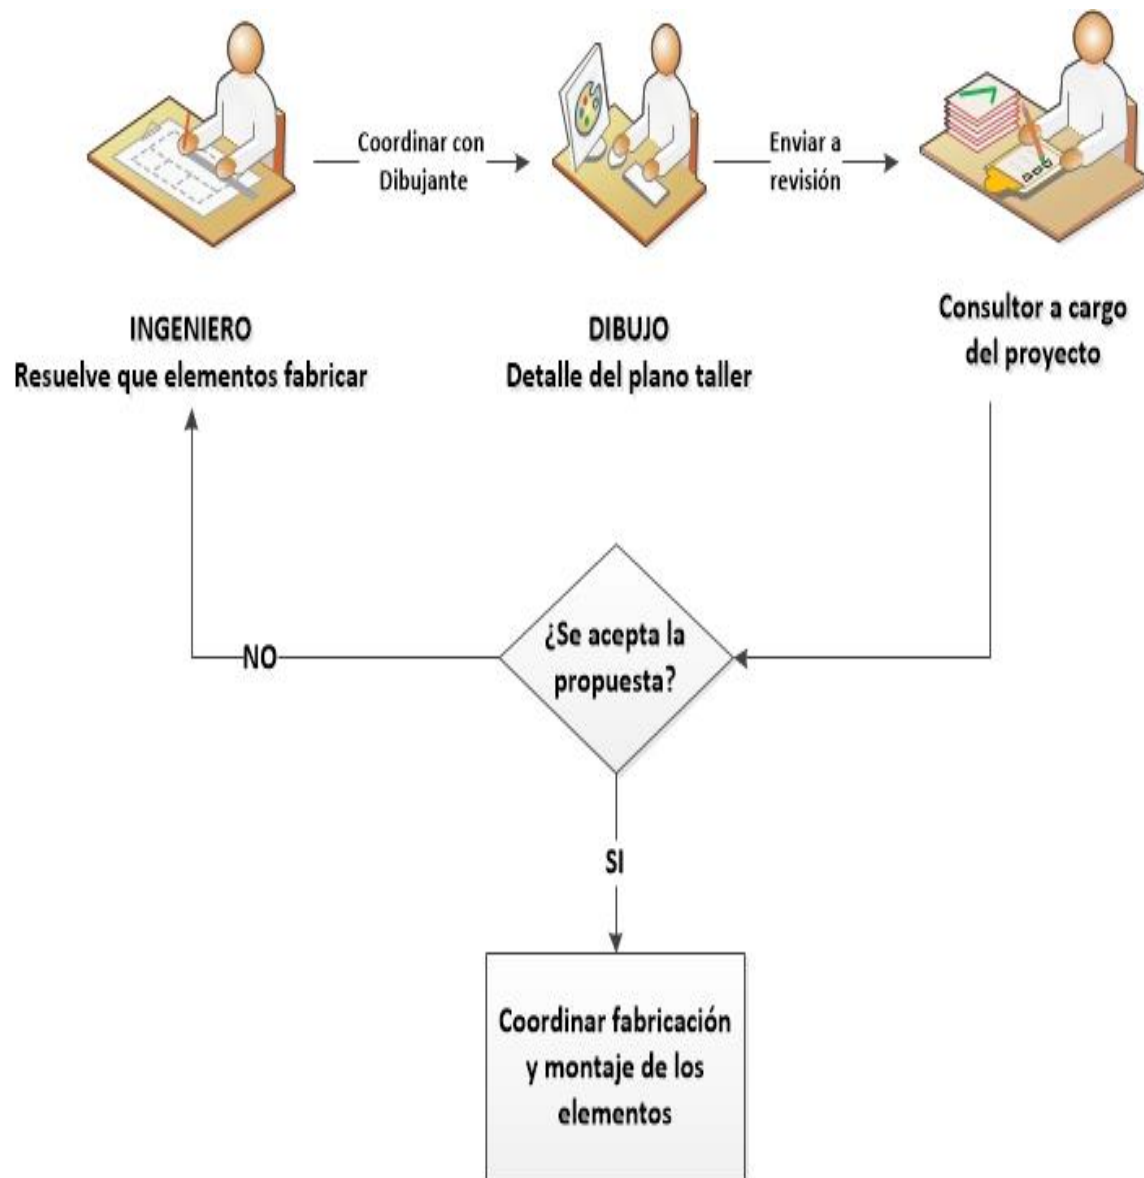 Coordinar con
Dibujante
Enviar a
revisión
INGENIERO
Resuelve que elementos fabricar
DIBUJO
Detalle del plano taller
Consultor a cargo
del proyecto
¿Se acepta la
propuesta?
NO
SI
Coordinar fabricación
y montaje de los
elementos